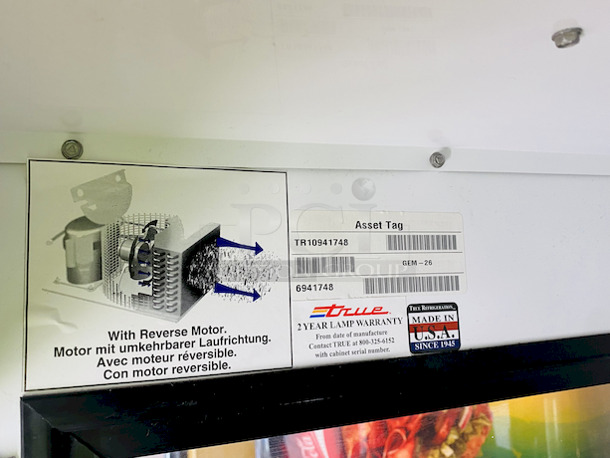 Asset Tag
TR10941748
GEM-26
6941748
true
2 YEAR LAMP WARRANTY
From date of manufacture
Contact TRUE at 800-325-6152
with cabinet serial number.
TRUE REFRIGERATION
MADE IN
U.S.A.
SINCE 1945
With Reverse Motor.
Motor mit umkehrbarer Laufrichtung.
Avec moteur réversible.
Con motor reversible.